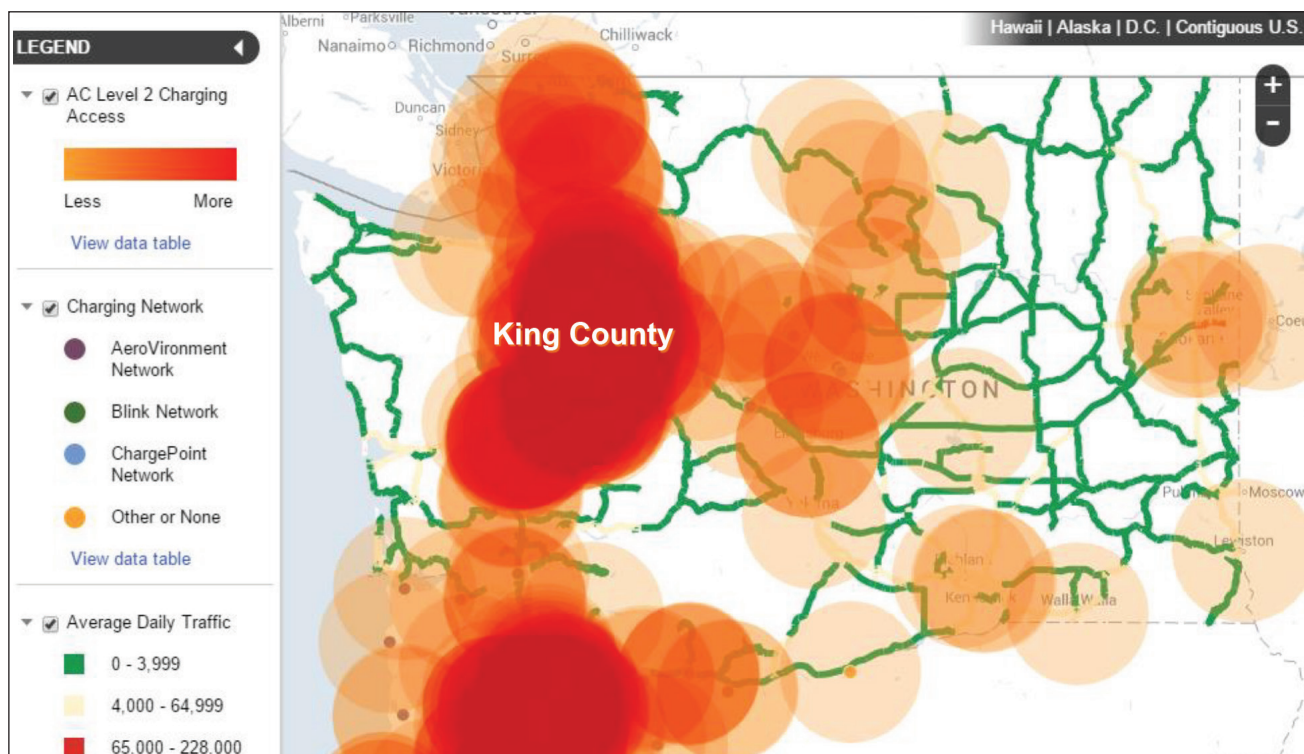 LEGEND
AC Level 2 Charging
Access
Less More
View data table
Charging Network
AeroVironment
Network
Blink Network
ChargePoint
Network
Other or None
View data table
Average Daily Traffic
0 - 3,999
4,000 - 64,999
65,000 - 228,000
Hawaii | Alaska | D.C. | Contiguous U.S.
+
−
Alberni
Parksville
Vancouver
Nanaimo
Richmond
Chilliwack
Duncan
Sidney
Victoria
King County
WASHINGTON
Moscow
Lewiston
Walla Walla